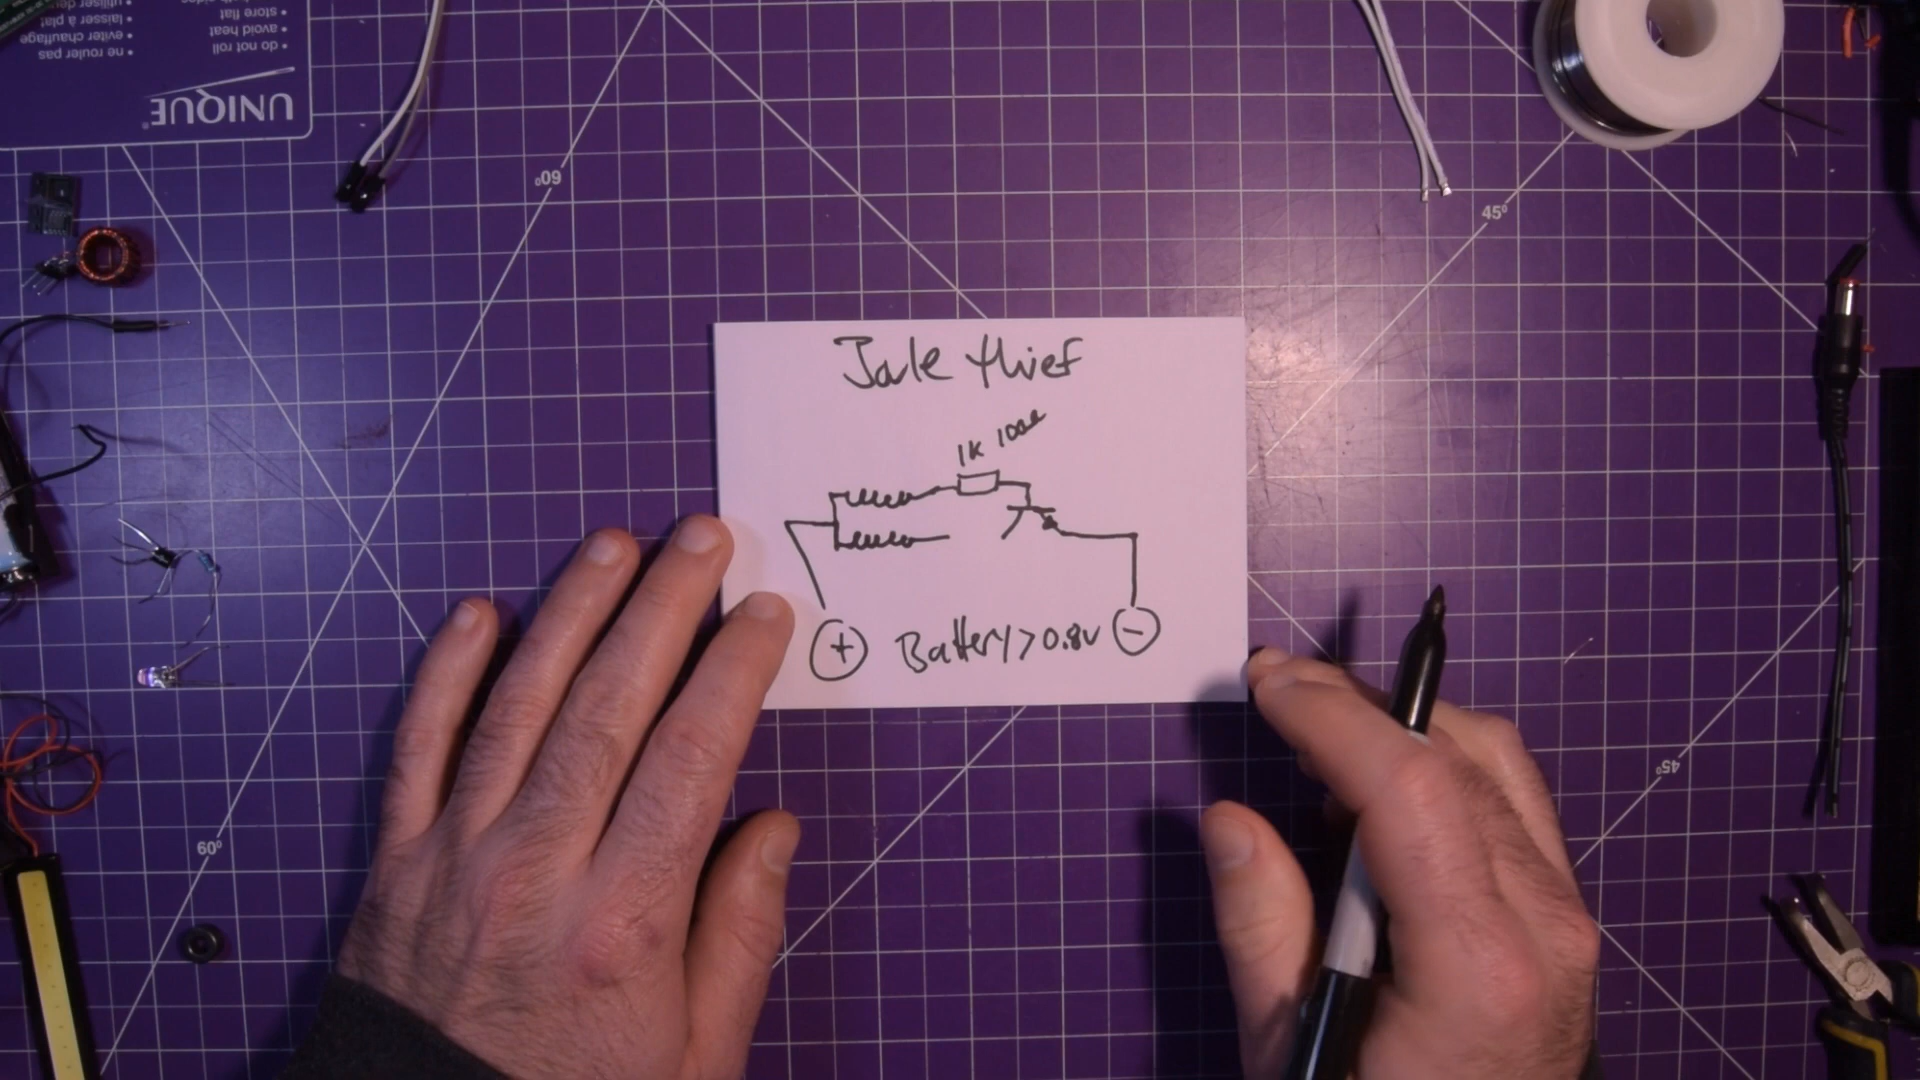 Joule thief
1K 100Ω
+ Battery > 0.8V -
UNIQUE®
• do not roll
• avoid heat
• store flat
• ne rouler pas
• eviter chauffage
• laisser à plat
60°
45°
45°
60°